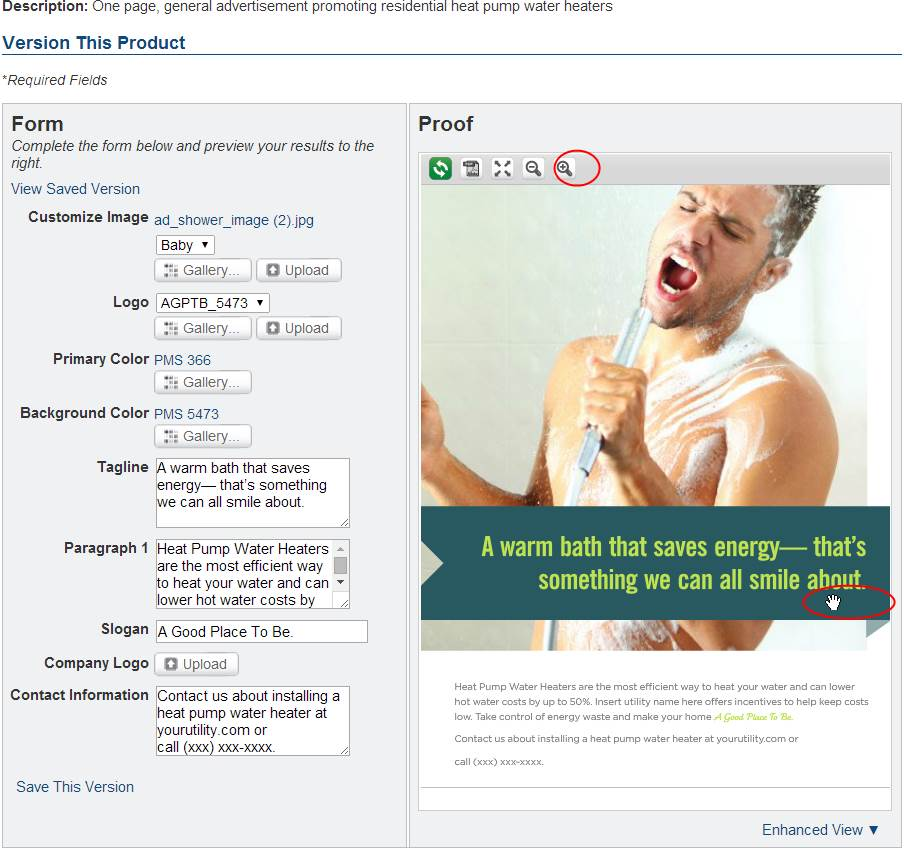 Description: One page, general advertisement promoting residential heat pump water heaters
Version This Product
*Required Fields
Form
Complete the form below and preview your results to the
right.
View Saved Version
Customize Image ad_shower_image (2).jpg
Baby
Gallery... Upload
Logo AGPTB_5473
Gallery... Upload
Primary Color PMS 366
Gallery...
Background Color PMS 5473
Gallery...
Tagline A warm bath that saves
energy— that's something
we can all smile about.
Paragraph 1 Heat Pump Water Heaters
are the most efficient way
to heat your water and can
lower hot water costs by
Slogan A Good Place To Be.
Company Logo Upload
Contact Information Contact us about installing a
heat pump water heater at
yourutility.com or
call (xxx) xxx-xxxx.
Save This Version
Proof
A warm bath that saves energy— that's
something we can all smile about.
Heat Pump Water Heaters are the most efficient way to heat your water and can lower
hot water costs by up to 50%. Insert utility name here offers incentives to help keep costs
low. Take control of energy waste and make your home A Good Place To Be.
Contact us about installing a heat pump water heater at yourutility.com or
call (xxx) xxx-xxxx.
Enhanced View ▼